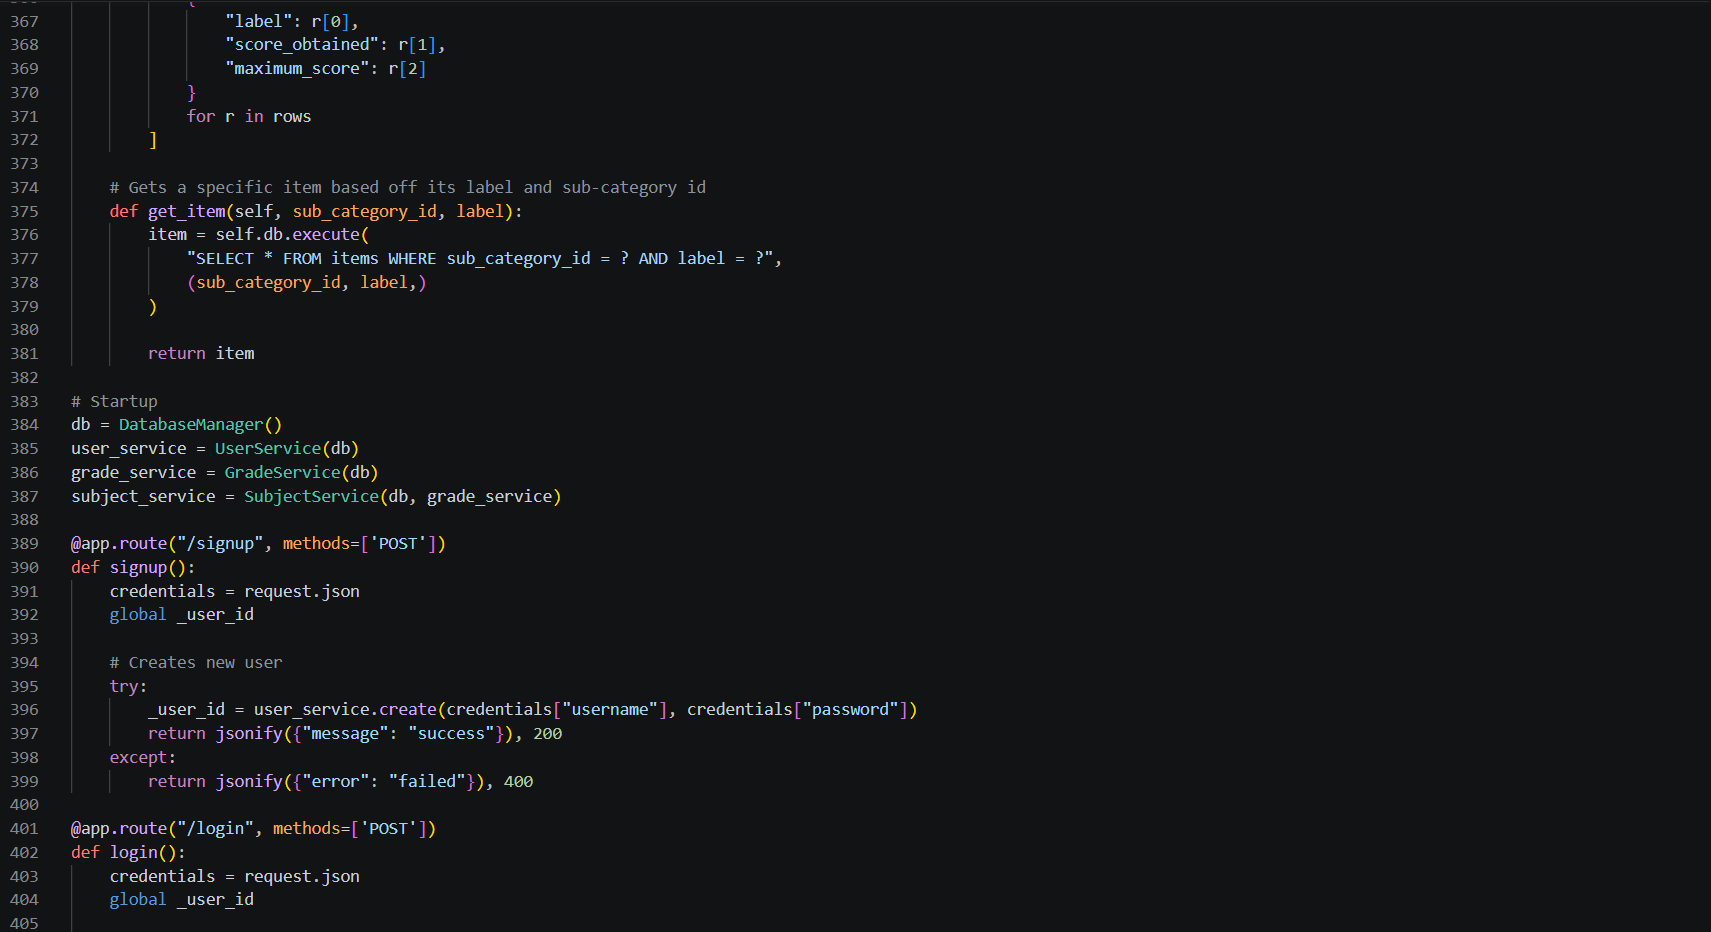 367                 "label": r[0],
368                 "score_obtained": r[1],
369                 "maximum_score": r[2]
370             }
371             for r in rows
372         ]
373
374     # Gets a specific item based off its label and sub-category id
375     def get_item(self, sub_category_id, label):
376         item = self.db.execute(
377             "SELECT * FROM items WHERE sub_category_id = ? AND label = ?",
378             (sub_category_id, label,)
379         )
380
381         return item
382
383 # Startup
384 db = DatabaseManager()
385 user_service = UserService(db)
386 grade_service = GradeService(db)
387 subject_service = SubjectService(db, grade_service)
388
389 @app.route("/signup", methods=['POST'])
390 def signup():
391     credentials = request.json
392     global _user_id
393
394     # Creates new user
395     try:
396         _user_id = user_service.create(credentials["username"], credentials["password"])
397         return jsonify({"message": "success"}), 200
398     except:
399         return jsonify({"error": "failed"}), 400
400
401 @app.route("/login", methods=['POST'])
402 def login():
403     credentials = request.json
404     global _user_id
405